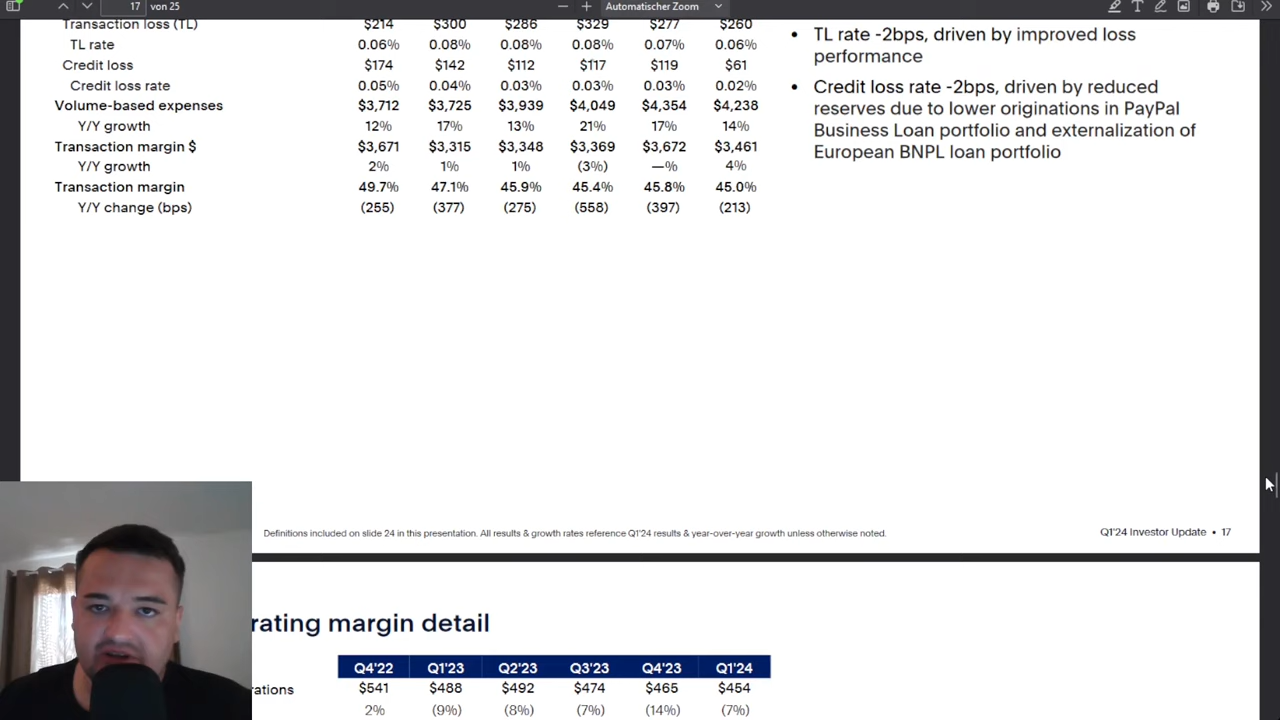 17 von 25 Automatischer Zoom
Transaction loss (TL) $214 $300 $286 $329 $277 $260
TL rate 0.06% 0.08% 0.08% 0.08% 0.07% 0.06%
Credit loss $174 $142 $112 $117 $119 $61
Credit loss rate 0.05% 0.04% 0.03% 0.03% 0.03% 0.02%
Volume-based expenses $3,712 $3,725 $3,939 $4,049 $4,354 $4,238
Y/Y growth 12% 17% 13% 21% 17% 14%
Transaction margin $ $3,671 $3,315 $3,348 $3,369 $3,672 $3,461
Y/Y growth 2% 1% 1% (3%) —% 4%
Transaction margin 49.7% 47.1% 45.9% 45.4% 45.8% 45.0%
Y/Y change (bps) (255) (377) (275) (558) (397) (213)
• TL rate -2bps, driven by improved loss
performance
• Credit loss rate -2bps, driven by reduced
reserves due to lower originations in PayPal
Business Loan portfolio and externalization of
European BNPL loan portfolio
Definitions included on slide 24 in this presentation. All results & growth rates reference Q1'24 results & year-over-year growth unless otherwise noted.
Q1'24 Investor Update • 17
rating margin detail
Q4'22 Q1'23 Q2'23 Q3'23 Q4'23 Q1'24
rations $541 $488 $492 $474 $465 $454
2% (9%) (8%) (7%) (14%) (7%)